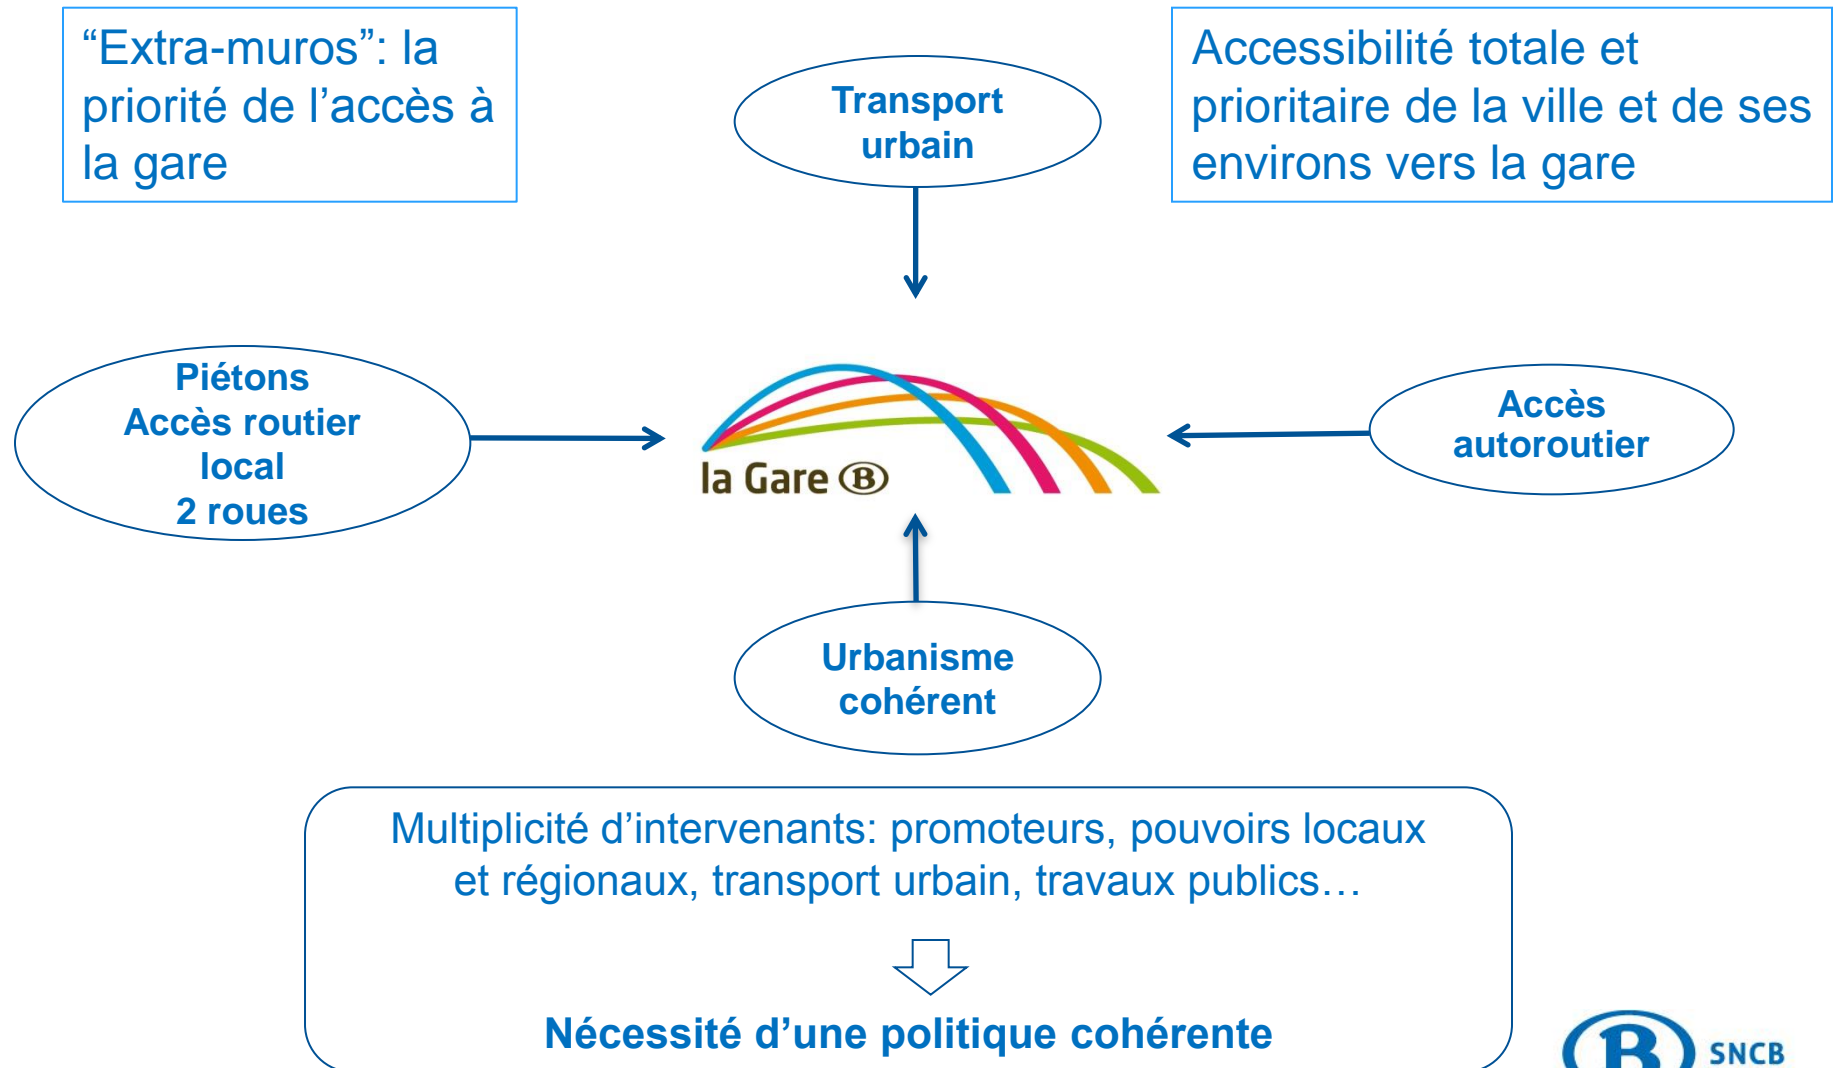 “Extra-muros”: la
priorité de l’accès à
la gare
Accessibilité totale et
prioritaire de la ville et de ses
environs vers la gare
Transport
urbain
Piétons
Accès routier
local
2 roues
la Gare B
Accès
autoroutier
Urbanisme
cohérent
Multiplicité d’intervenants: promoteurs, pouvoirs locaux
et régionaux, transport urbain, travaux publics…
Nécessité d’une politique cohérente
B SNCB